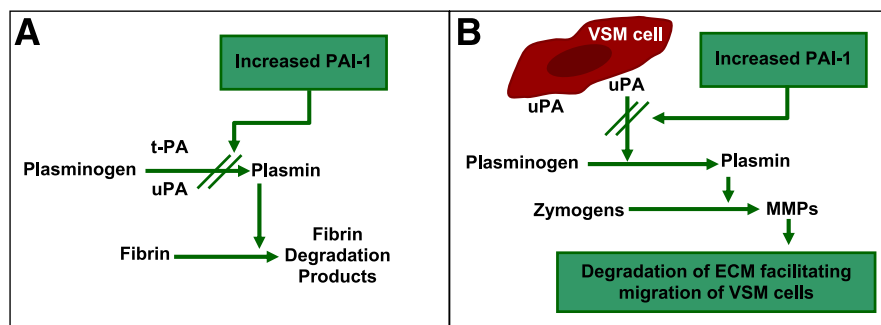 A
Increased PAI-1
t-PA
Plasminogen
Plasmin
uPA
Fibrin
Fibrin
Degradation
Products
B
VSM cell
uPA
uPA
Increased PAI-1
Plasminogen
Plasmin
Zymogens
MMPs
Degradation of ECM facilitating
migration of VSM cells